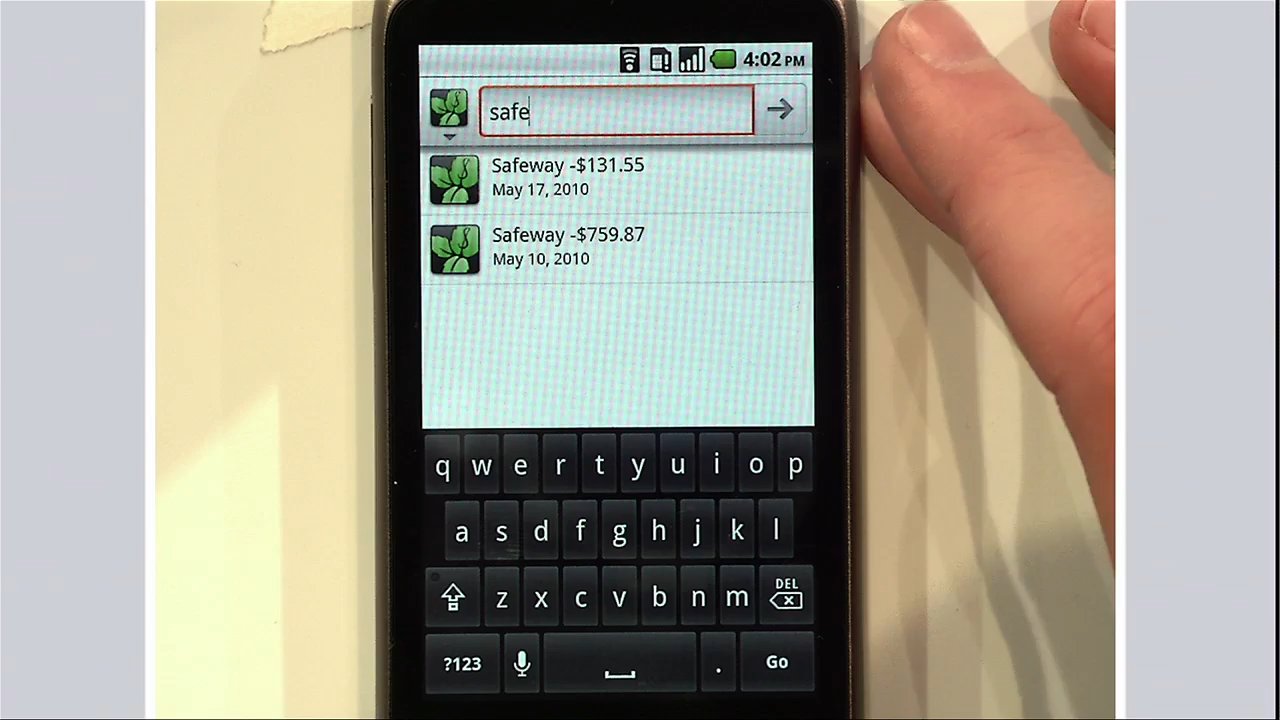 4:02 PM
safe
Safeway -$131.55
May 17, 2010
Safeway -$759.87
May 10, 2010
q w e r t y u i o p
a s d f g h j k l
DEL
z x c v b n m
?123 . Go